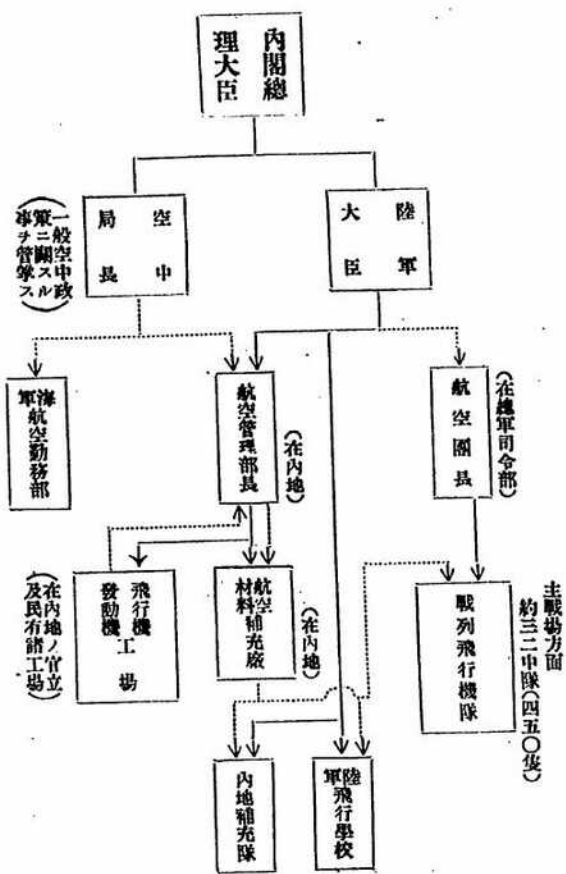 內閣總
理大臣
陸軍
大臣
空中
局長
(一般空中政
策ニ關スル
事チ管掌ス)
(在總軍司令部)
航空團長
(在內地)
航空管理部長
海
軍
航空勤務部
主戰場方面
約三二中隊(四五〇隻)
戰列飛行機隊
(在內地)
航空
材料
補充廠
飛行機
發動機
工場
(在內地ノ官立
及民有諸工場)
陸
軍
飛行學校
內地補充隊